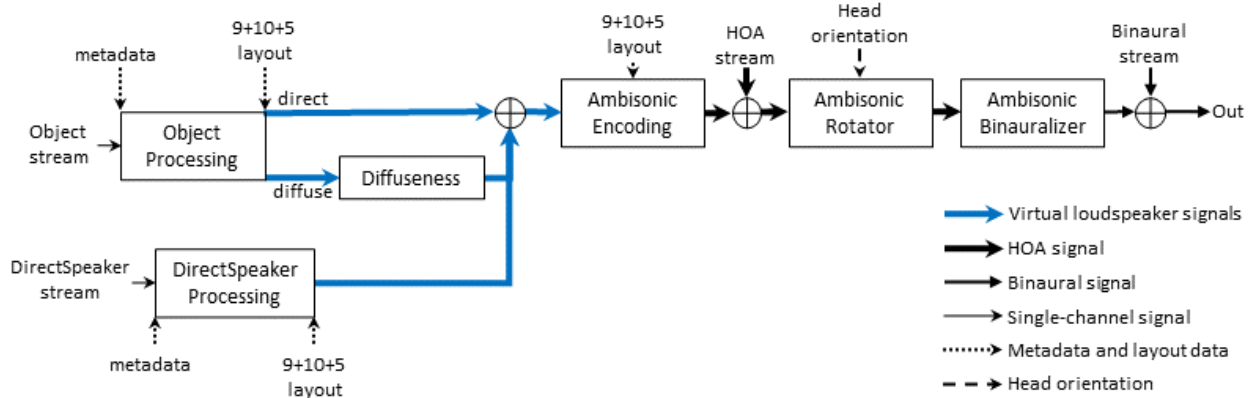 metadata
9+10+5
layout
Object
stream
Object
Processing
direct
diffuse
Diffuseness
DirectSpeaker
stream
DirectSpeaker
Processing
metadata
9+10+5
layout
9+10+5
layout
Ambisonic
Encoding
HOA
stream
Head
orientation
Ambisonic
Rotator
Ambisonic
Binauralizer
Binaural
stream
Out
Virtual loudspeaker signals
HOA signal
Binaural signal
Single-channel signal
Metadata and layout data
Head orientation